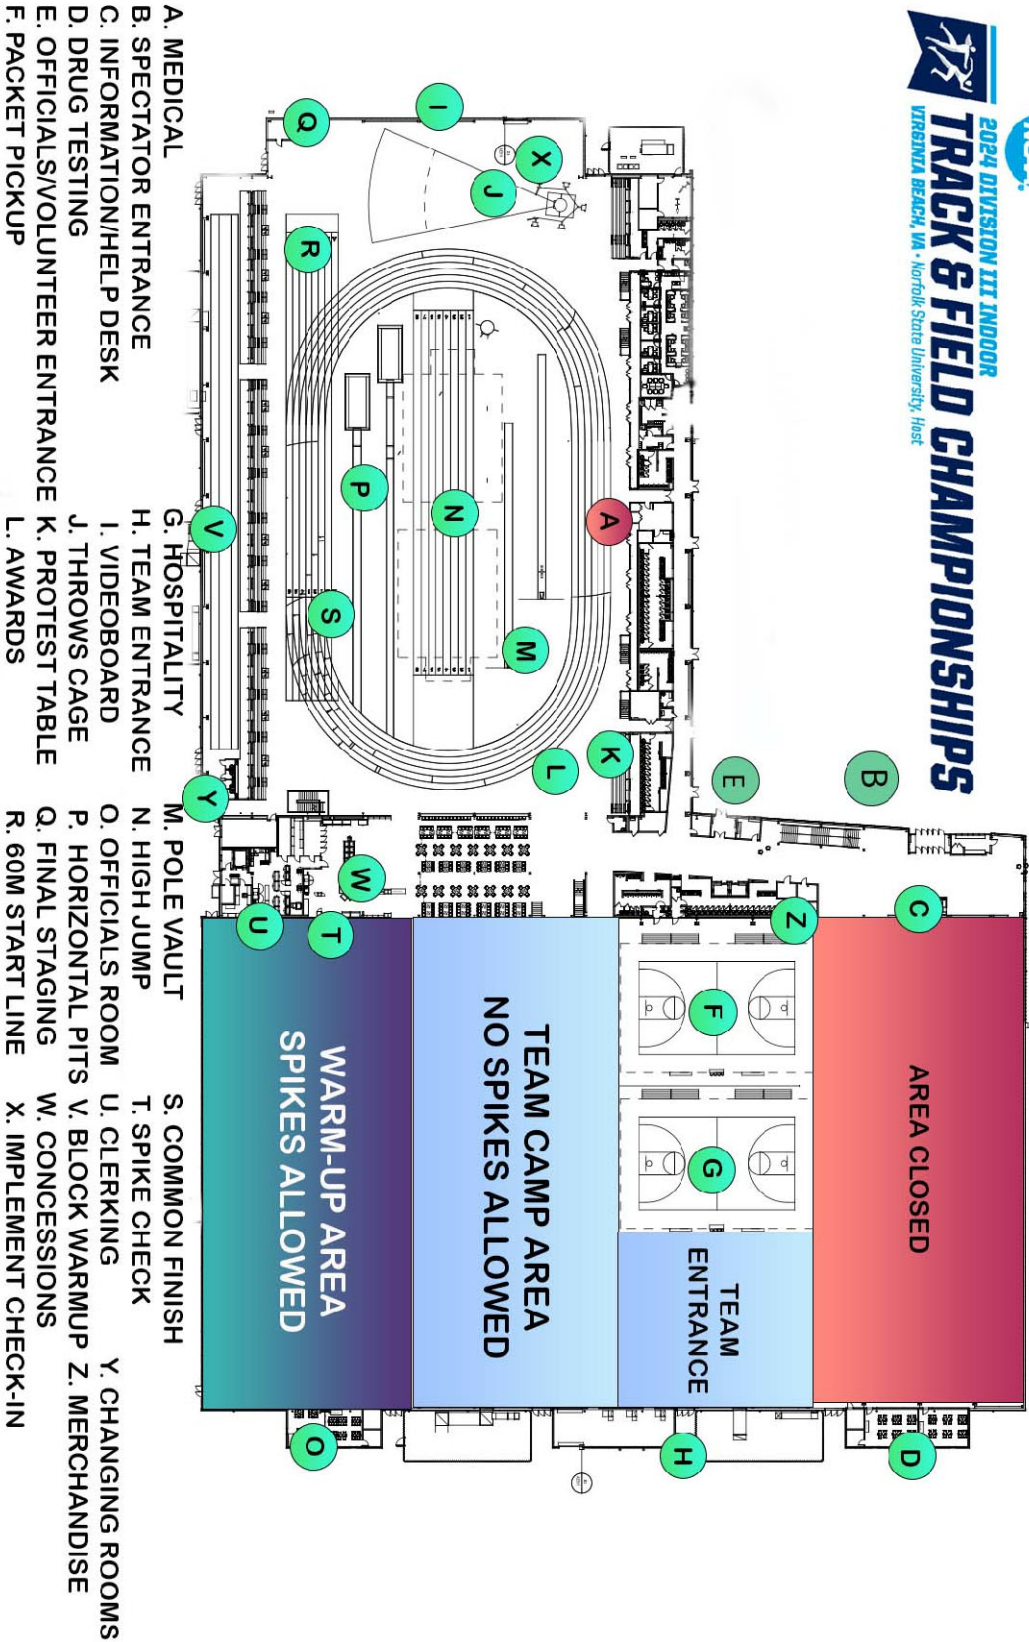 2024 DIVISION III INDOOR
TRACK & FIELD CHAMPIONSHIPS
VIRGINIA BEACH, VA • Norfolk State University, Host
B
C
E
Z
D
AREA CLOSED
F
G
TEAM
ENTRANCE
H
A
K
X
J
I
M
L
N
P
TEAM CAMP AREA
NO SPIKES ALLOWED
Q
R
S
W
T
U
V
Y
WARM-UP AREA
SPIKES ALLOWED
O
A. MEDICAL
B. SPECTATOR ENTRANCE
C. INFORMATION/HELP DESK
D. DRUG TESTING
E. OFFICIALS/VOLUNTEER ENTRANCE
F. PACKET PICKUP
G. HOSPITALITY
H. TEAM ENTRANCE
I. VIDEOBOARD
J. THROWS CAGE
K. PROTEST TABLE
L. AWARDS
M. POLE VAULT
N. HIGH JUMP
O. OFFICIALS ROOM
P. HORIZONTAL PITS
Q. FINAL STAGING
R. 60M START LINE
S. COMMON FINISH
T. SPIKE CHECK
U. CLERKING
V. BLOCK WARMUP
W. CONCESSIONS
X. IMPLEMENT CHECK-IN
Y. CHANGING ROOMS
Z. MERCHANDISE